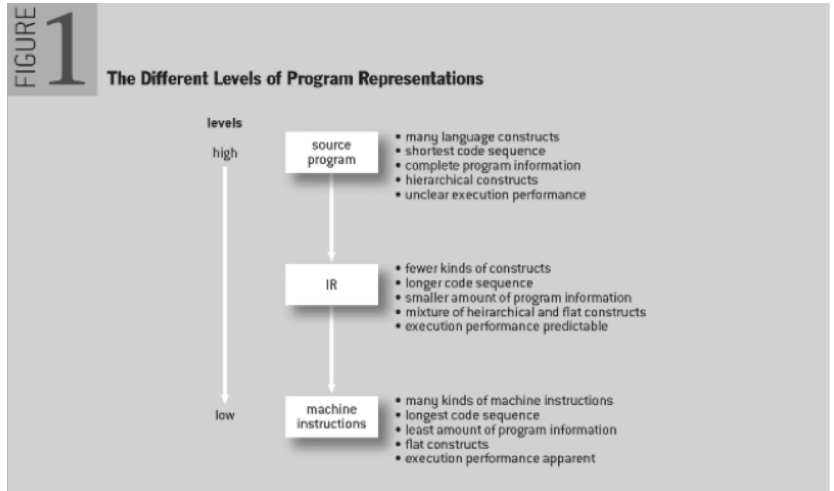 FIGURE 1
The Different Levels of Program Representations
levels
high
low
source
program
• many language constructs
• shortest code sequence
• complete program information
• hierarchical constructs
• unclear execution performance
IR
• fewer kinds of constructs
• longer code sequence
• smaller amount of program information
• mixture of heirarchical and flat constructs
• execution performance predictable
machine
instructions
• many kinds of machine instructions
• longest code sequence
• least amount of program information
• flat constructs
• execution performance apparent